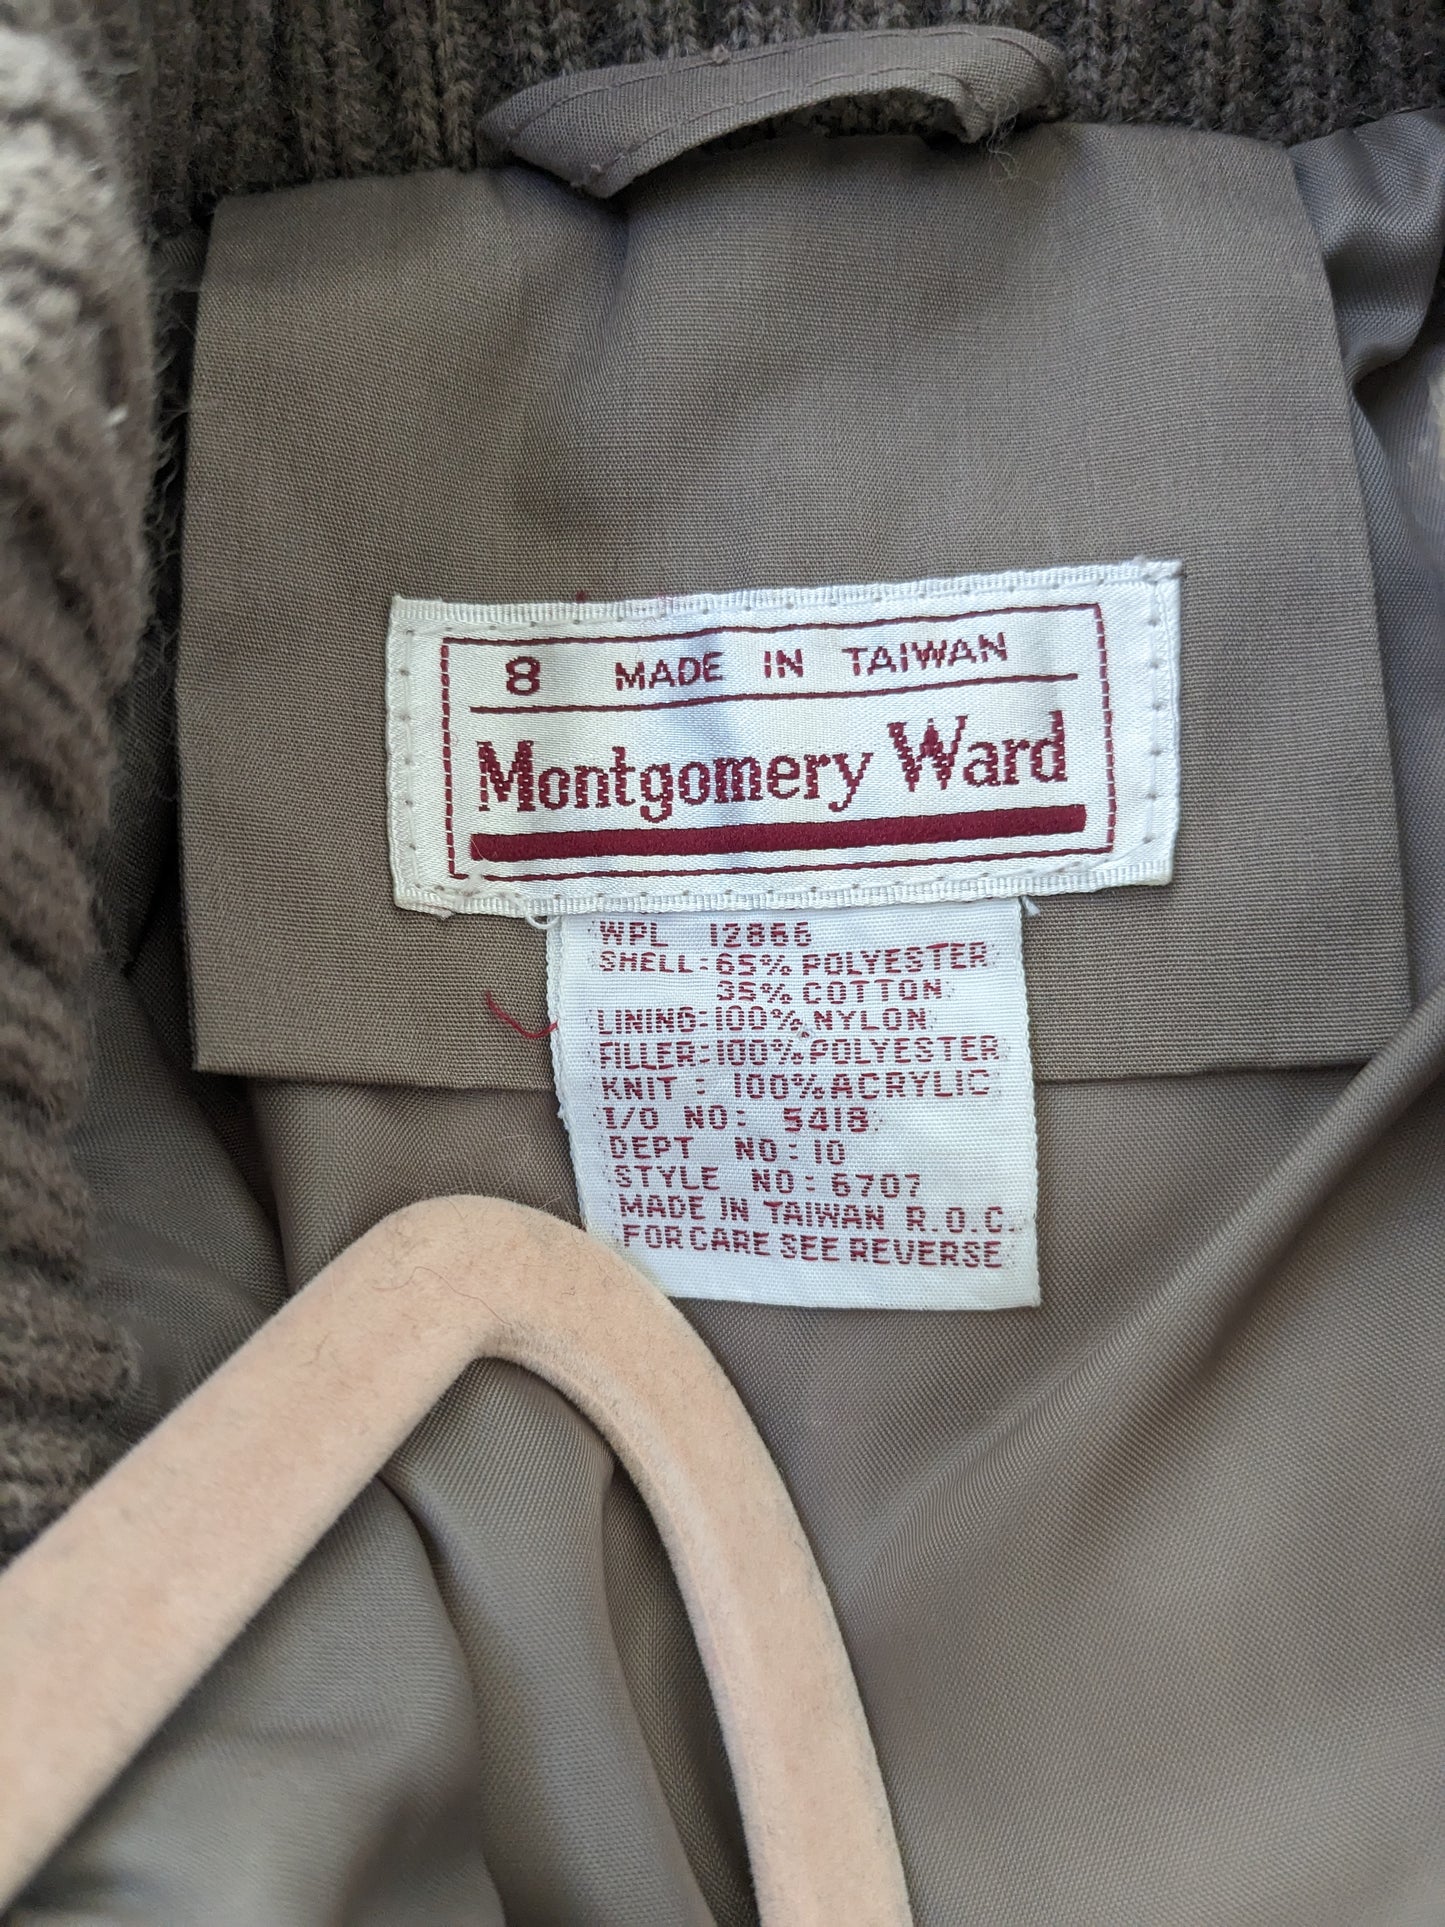 8 MADE IN TAIWAN
Montgomery Ward
WPL 12866
SHELL: 65% POLYESTER
35% COTTON
LINING: 100% NYLON
FILLER: 100% POLYESTER
KNIT : 100% ACRYLIC
I/O NO: 5418
DEPT NO: 10
STYLE NO: 6707
MADE IN TAIWAN R.O.C.
FOR CARE SEE REVERSE